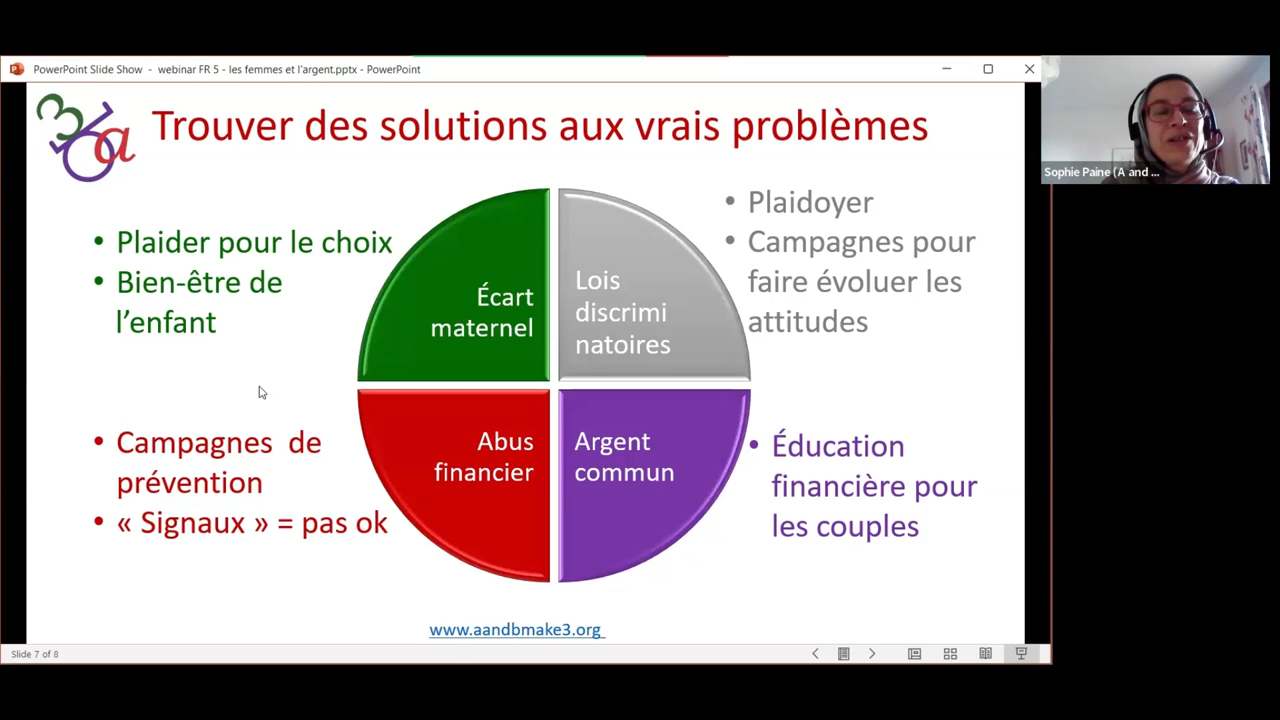 PowerPoint Slide Show - webinar FR 5 - les femmes et l'argent.pptx - PowerPoint
Trouver des solutions aux vrais problèmes
• Plaider pour le choix
• Bien-être de
l’enfant
Écart
maternel
Lois
discrimi
natoires
• Plaidoyer
• Campagnes pour
faire évoluer les
attitudes
• Campagnes de
prévention
• « Signaux » = pas ok
Abus
financier
Argent
commun
• Éducation
financière pour
les couples
www.aandbmake3.org
Slide 7 of 8
Sophie Paine (A and ...